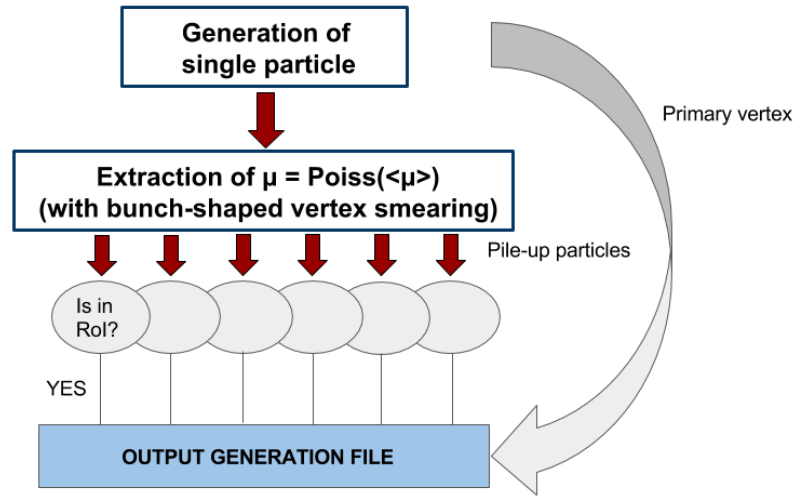 Generation of
single particle
Primary vertex
Extraction of μ = Poiss(<μ>)
(with bunch-shaped vertex smearing)
Pile-up particles
Is in
RoI?
YES
OUTPUT GENERATION FILE